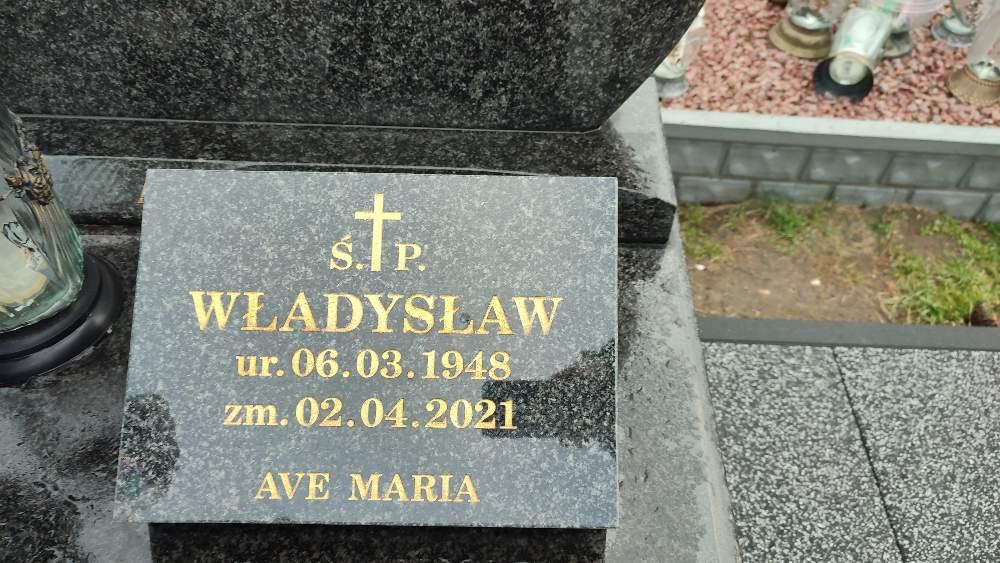 Ś. P.
WŁADYSŁAW
ur. 06.03.1948
zm. 02.04.2021
AVE MARIA